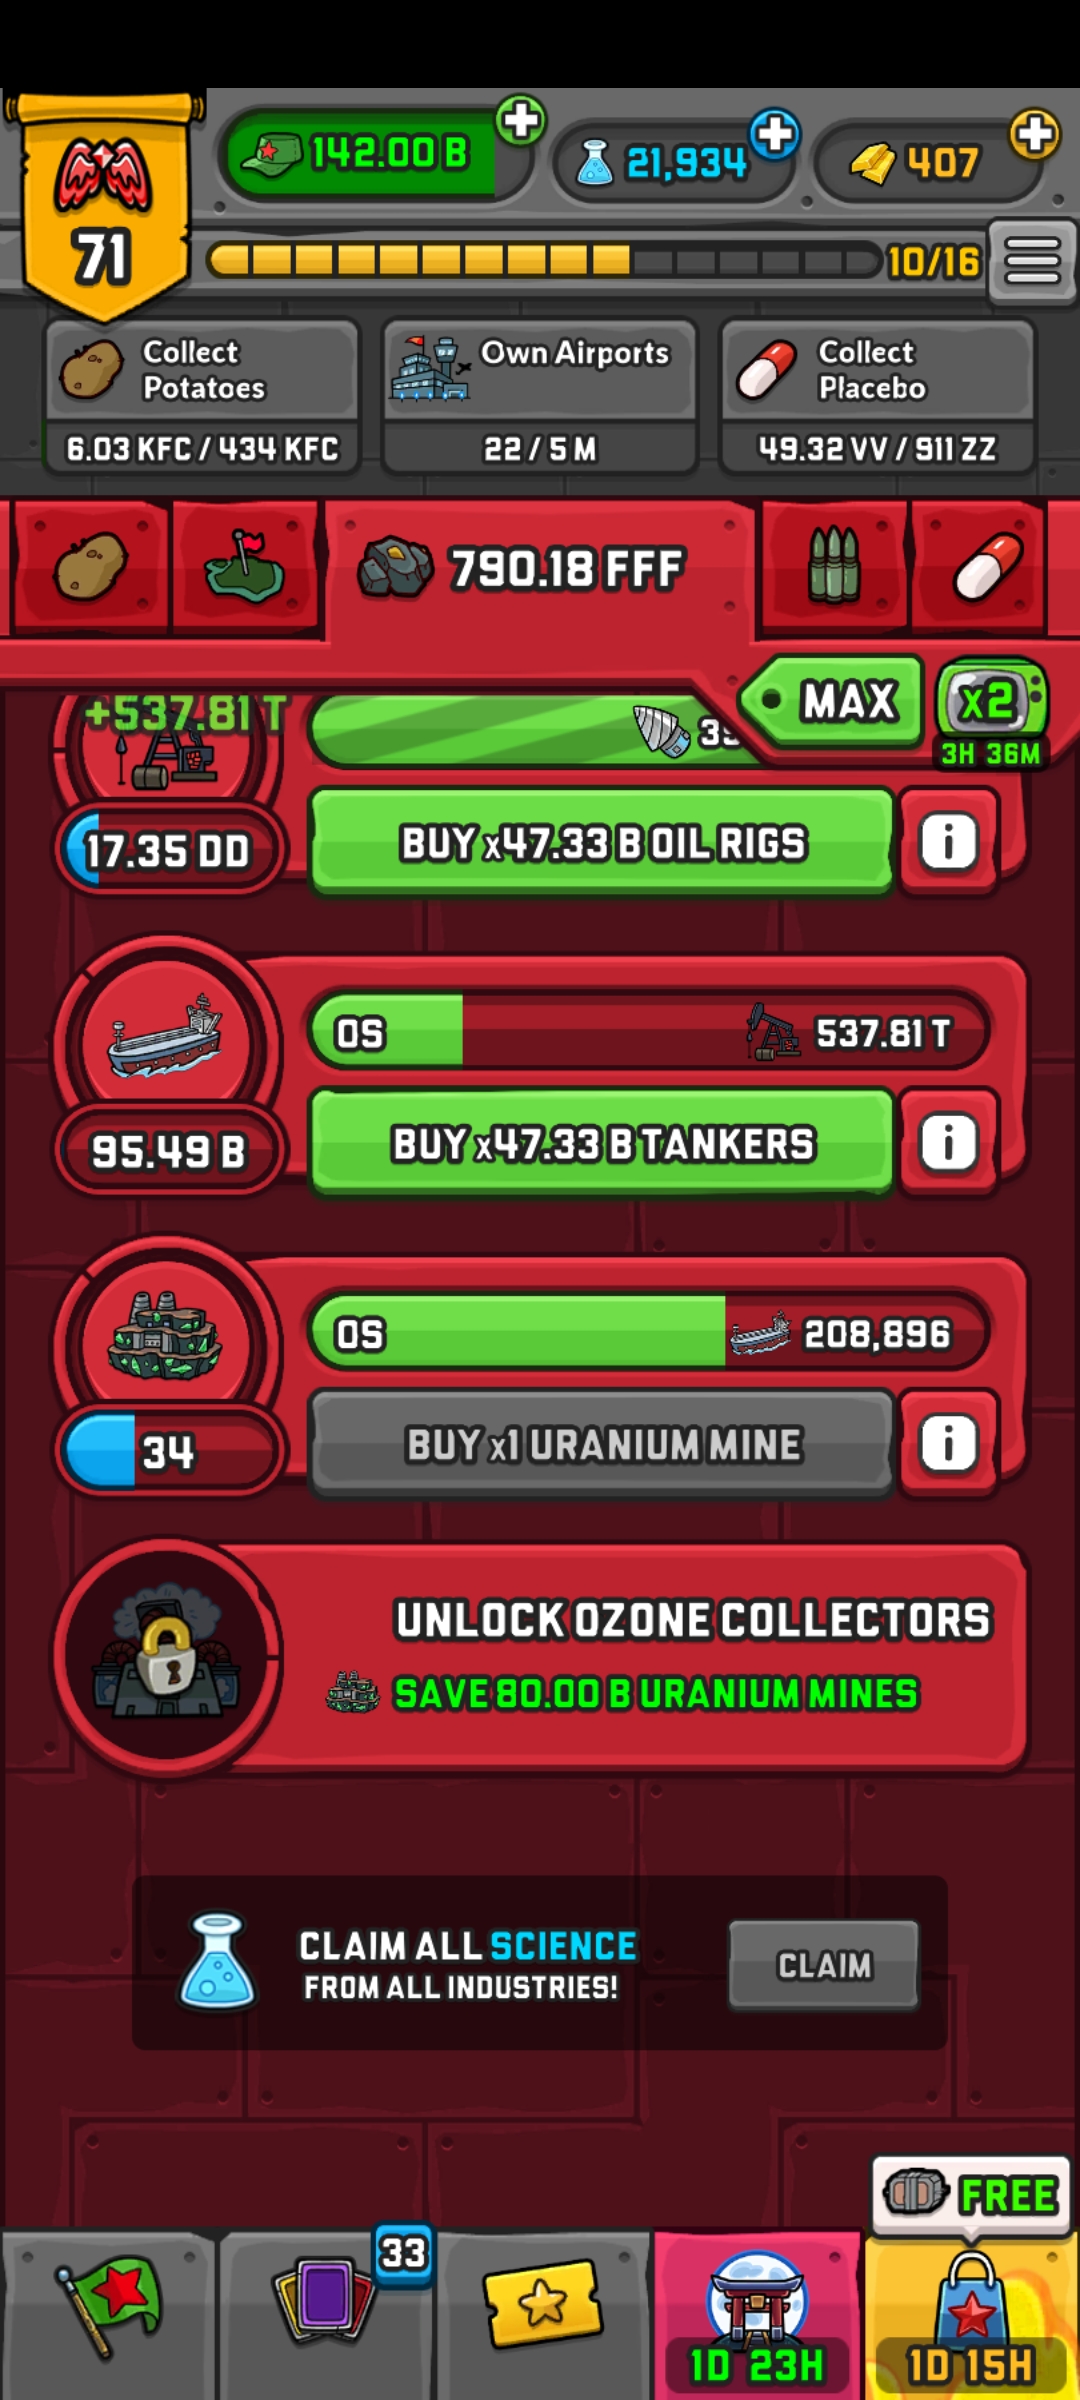 142.00 B
21,934
407
71
10/16
Collect
Potatoes
6.03 KFC / 434 KFC
Own Airports
22 / 5 M
Collect
Placebo
49.32 VV / 911 ZZ
790.18 FFF
MAX
x2
3H 36M
+537.81 T
17.35 DD
BUY x47.33 B OIL RIGS
i
0S
537.81 T
95.49 B
BUY x47.33 B TANKERS
i
0S
208,896
34
BUY x1 URANIUM MINE
i
UNLOCK OZONE COLLECTORS
SAVE 80.00 B URANIUM MINES
CLAIM ALL SCIENCE
FROM ALL INDUSTRIES!
CLAIM
FREE
33
1D 23H
1D 15H